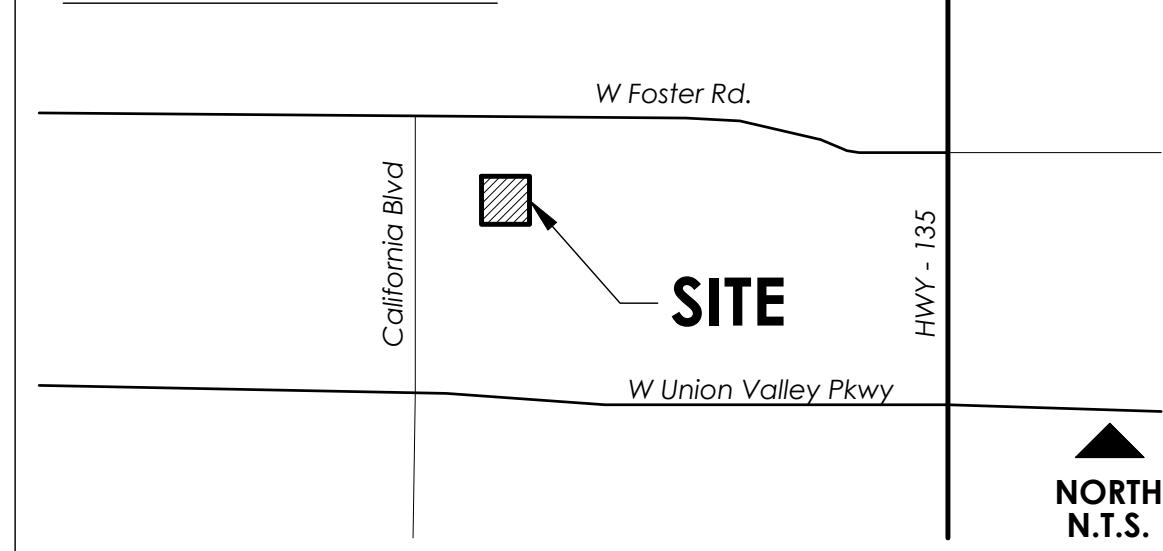 W Foster Rd.
California Blvd
HWY - 135
SITE
W Union Valley Pkwy
NORTH
N.T.S.